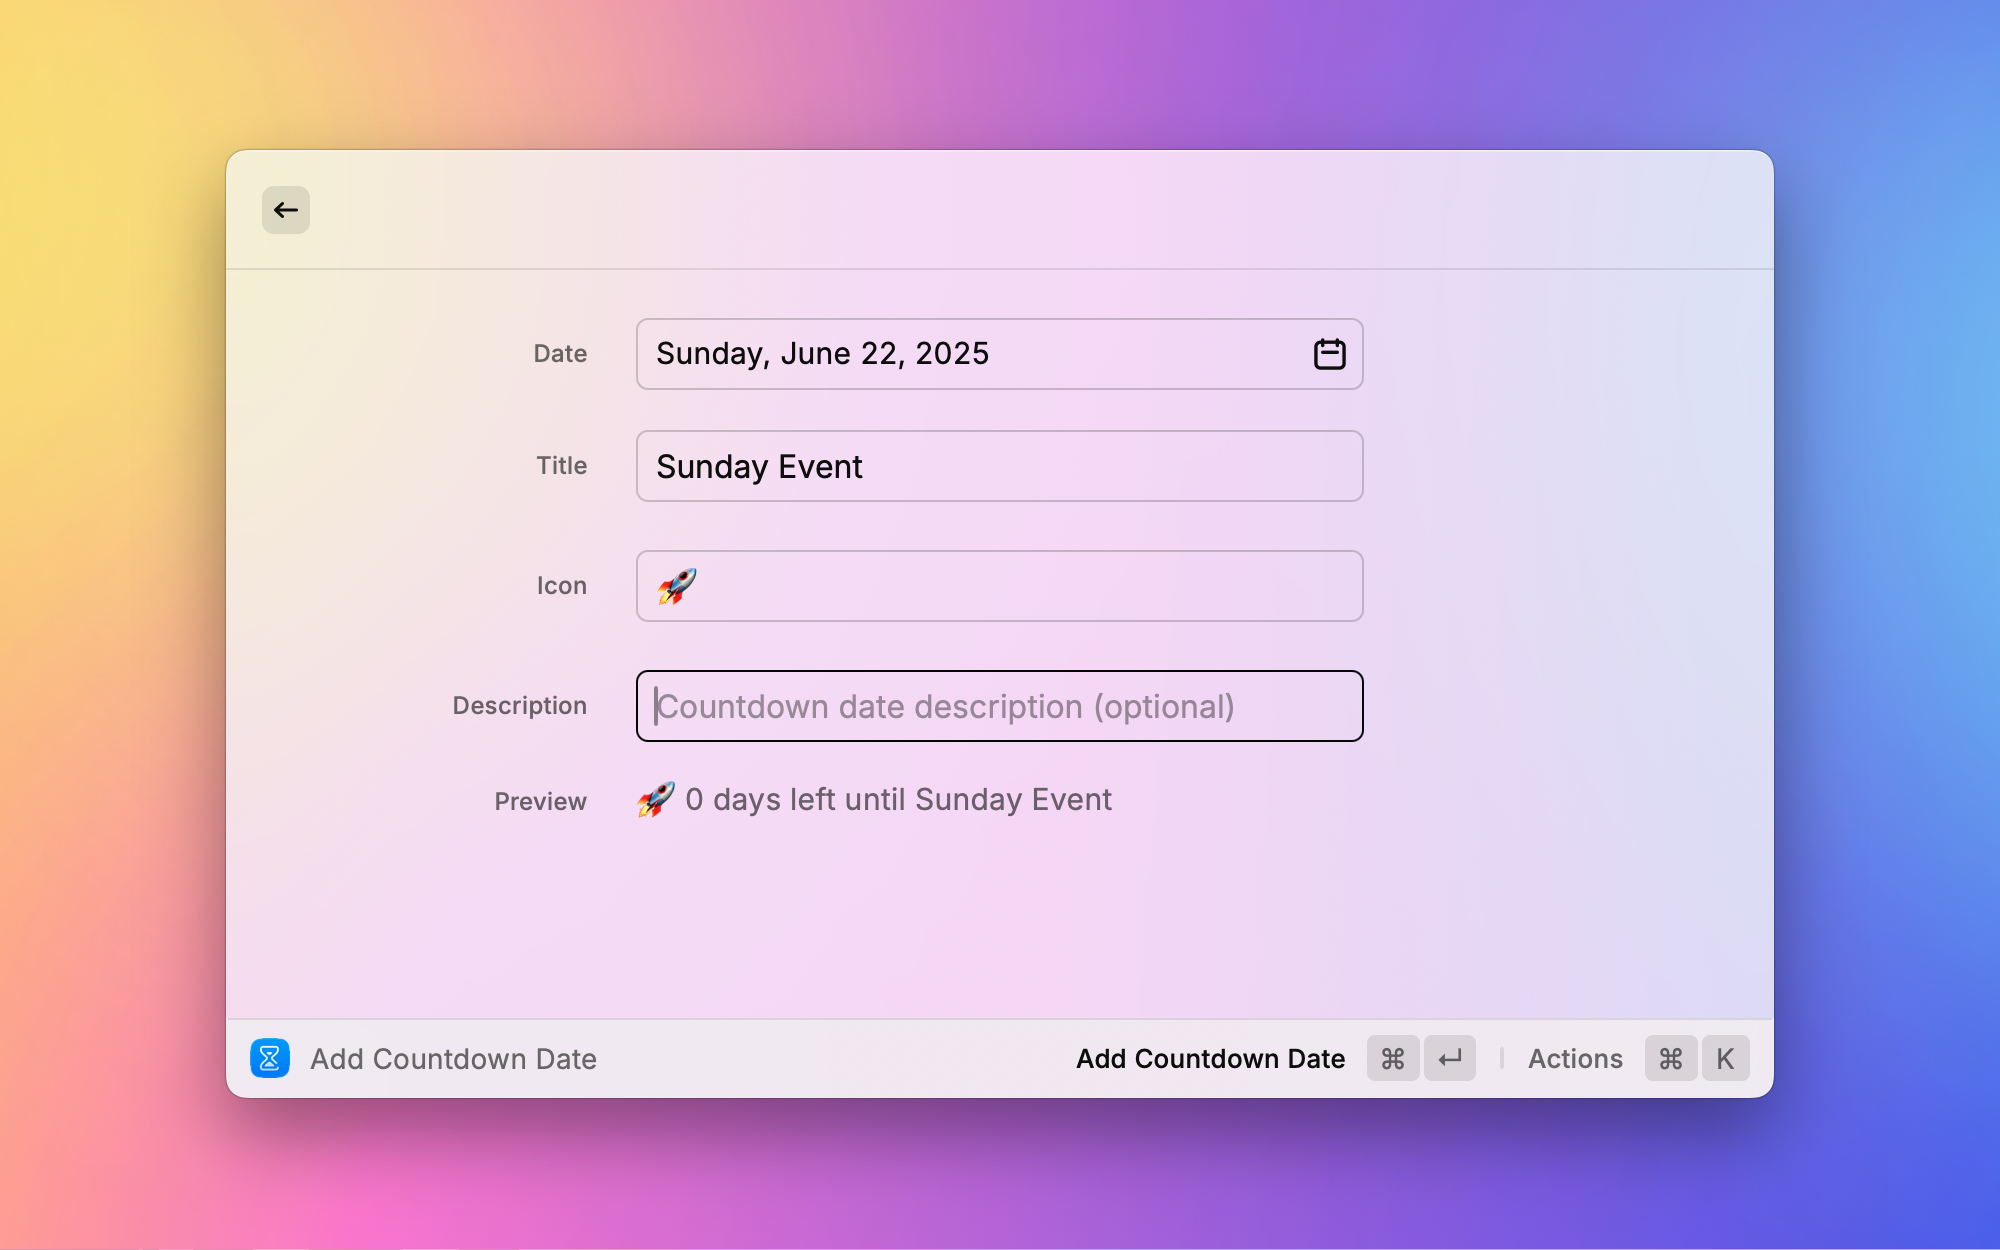 Date
Sunday, June 22, 2025
Title
Sunday Event
Icon
🚀
Description
Countdown date description (optional)
Preview
🚀 0 days left until Sunday Event
Add Countdown Date
Add Countdown Date ⌘ ↵ Actions ⌘ K